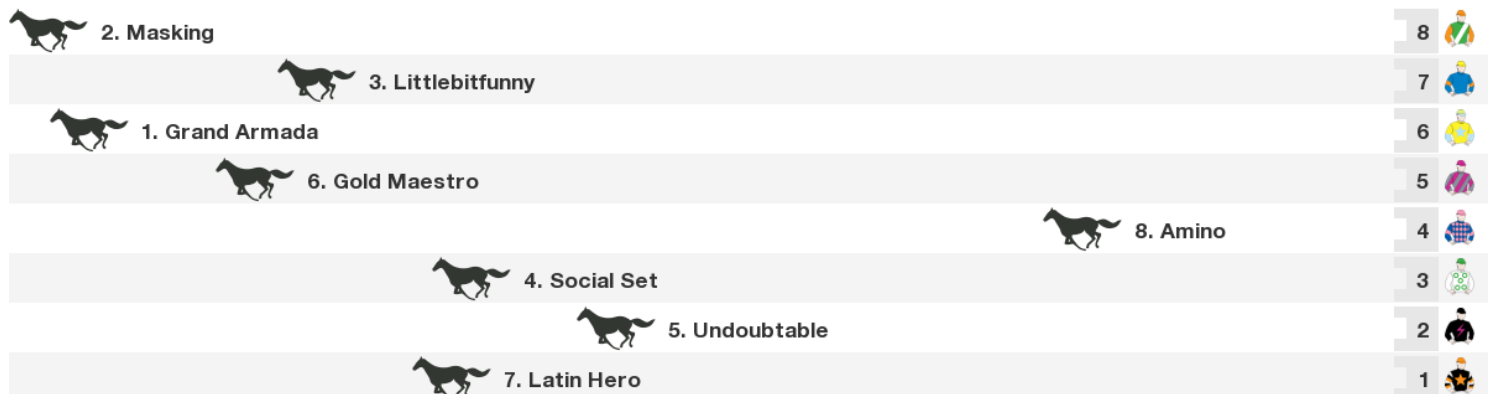 2. Masking 8
3. Littlebitfunny 7
1. Grand Armada 6
6. Gold Maestro 5
8. Amino 4
4. Social Set 3
5. Undoubtable 2
7. Latin Hero 1